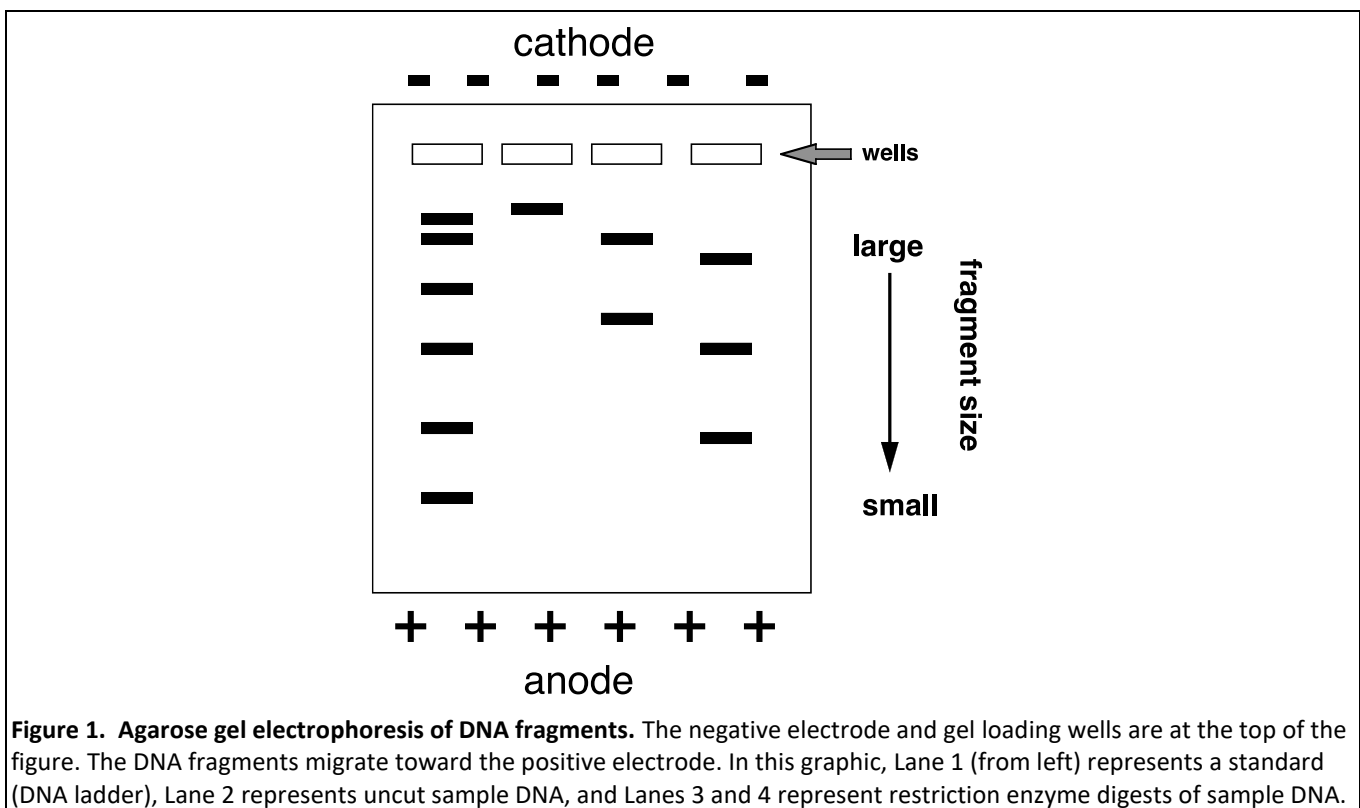 cathode
- - - - - -
wells
large
fragment size
small
+ + + + + +
anode
Figure 1. Agarose gel electrophoresis of DNA fragments. The negative electrode and gel loading wells are at the top of the
figure. The DNA fragments migrate toward the positive electrode. In this graphic, Lane 1 (from left) represents a standard
(DNA ladder), Lane 2 represents uncut sample DNA, and Lanes 3 and 4 represent restriction enzyme digests of sample DNA.